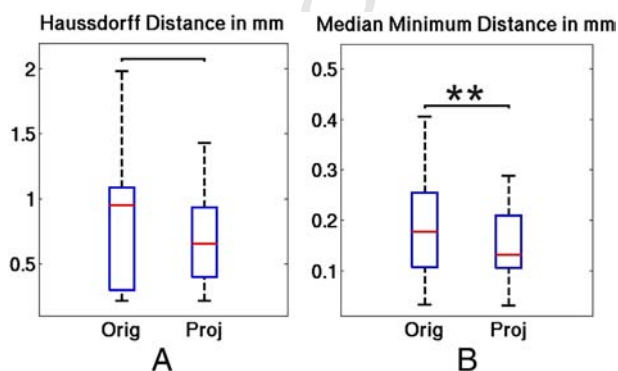 Haussdorff Distance in mm
2
1.5
1
0.5
Orig Proj
A
Median Minimum Distance in mm
0.5
0.4
0.3
0.2
0.1
**
Orig Proj
B